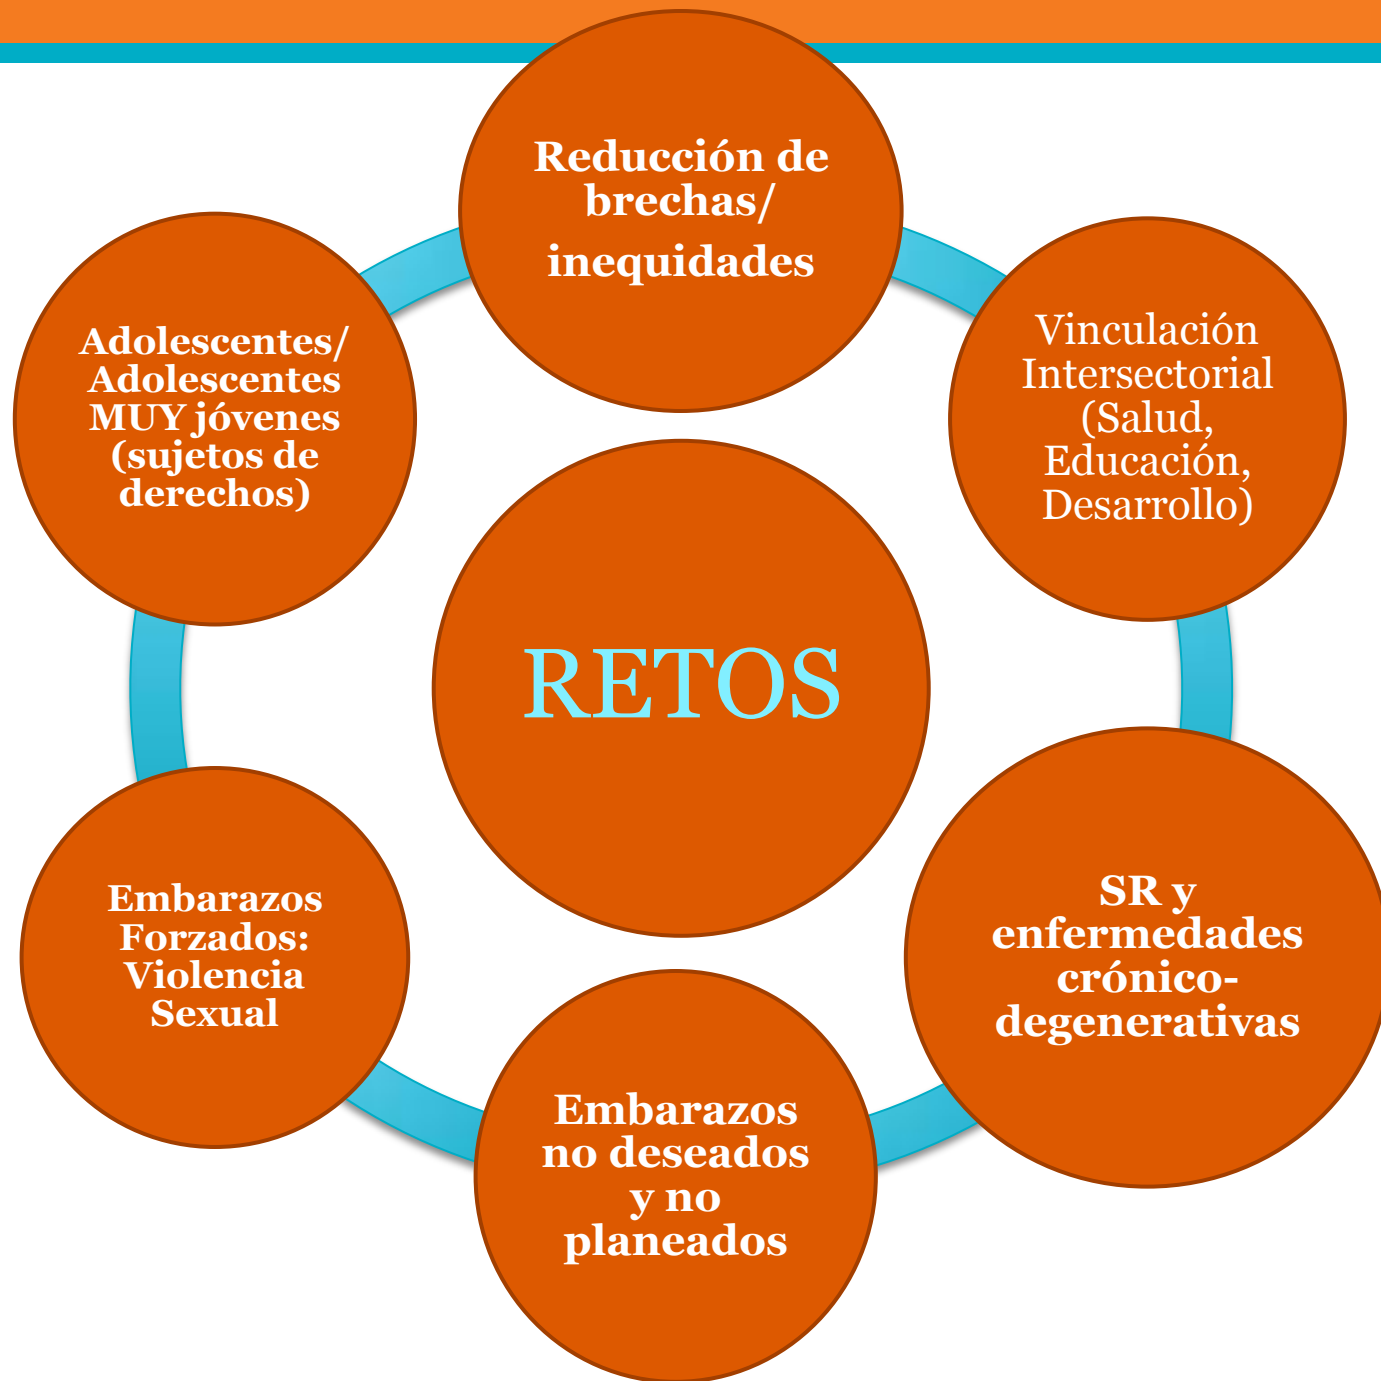 Reducción de
brechas/
inequidades
Vinculación
Intersectorial
(Salud,
Educación,
Desarrollo)
SR y
enfermedades
crónico-
degenerativas
Embarazos
no deseados
y no
planeados
Embarazos
Forzados:
Violencia
Sexual
Adolescentes/
Adolescentes
MUY jóvenes
(sujetos de
derechos)
RETOS